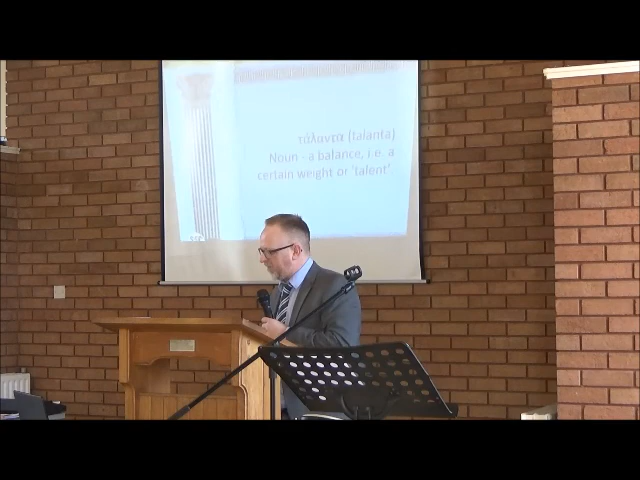 τάλαντα (talanta)
Noun - a balance, i.e. a
certain weight or 'talent'